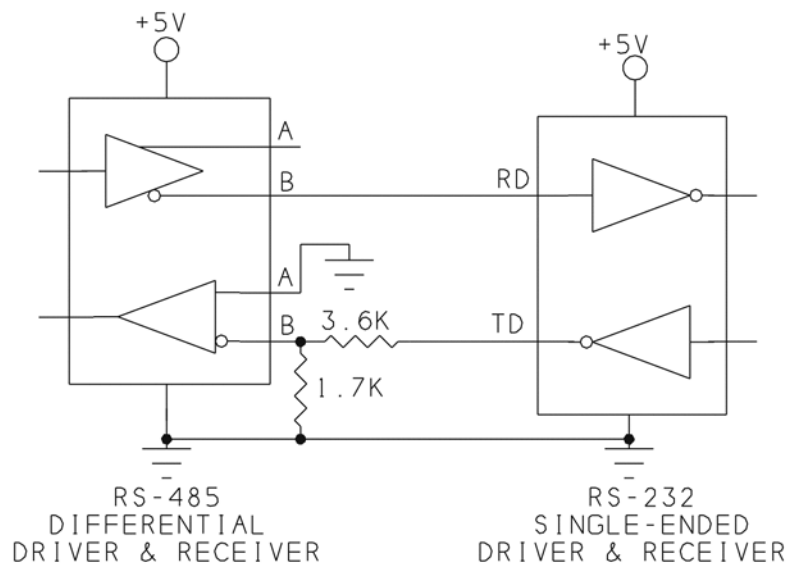 +5V
+5V
A
B
RD
A
B
3.6K
TD
1.7K
RS-485
DIFFERENTIAL
DRIVER & RECEIVER
RS-232
SINGLE-ENDED
DRIVER & RECEIVER